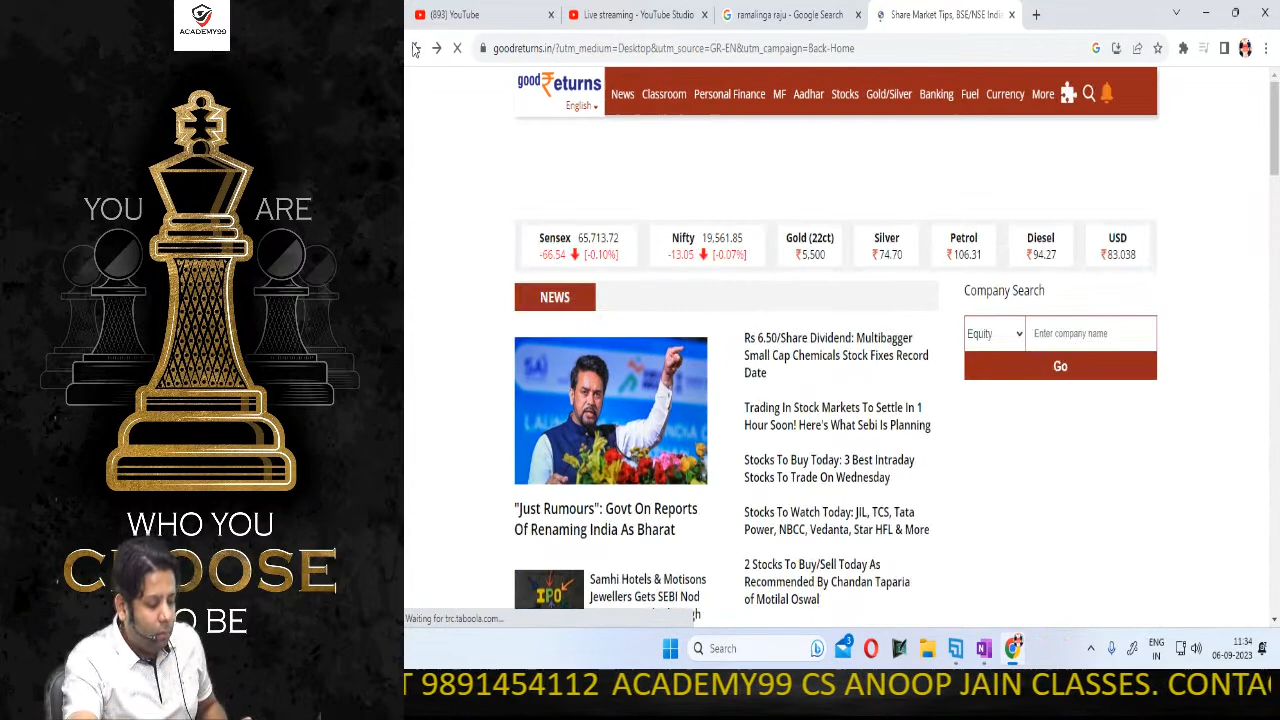 ACADEMY99
YOU ARE
WHO YOU
CHOOSE
TO BE
(893) YouTube
Live streaming - YouTube Studio
ramalinga raju - Google Search
Share Market Tips, BSE/NSE India
goodreturns.in/?utm_medium=Desktop&utm_source=GR-EN&utm_campaign=Back-Home
good returns
English
News Classroom Personal Finance MF Aadhar Stocks Gold/Silver Banking Fuel Currency More
Sensex 65,713.72
-66.54 [-0.10%]
Nifty 19,561.85
-13.05 [-0.07%]
Gold (22ct)
₹5,500
Silver
₹74.70
Petrol
₹106.31
Diesel
₹94.27
USD
₹83.038
NEWS
"Just Rumours": Govt On Reports
Of Renaming India As Bharat
Samhi Hotels & Motisons
Jewellers Gets SEBI Nod
Rs 6.50/Share Dividend: Multibagger
Small Cap Chemicals Stock Fixes Record
Date
Trading In Stock Markets To Settle In 1
Hour Soon! Here's What Sebi Is Planning
Stocks To Buy Today: 3 Best Intraday
Stocks To Trade On Wednesday
Stocks To Watch Today: JIL, TCS, Tata
Power, NBCC, Vedanta, Star HFL & More
2 Stocks To Buy/Sell Today As
Recommended By Chandan Taparia
of Motilal Oswal
Company Search
Equity
Enter company name
Go
IPO
Waiting for trc.taboola.com...
Search
3
ENG
IN
11:34
06-09-2023
T 9891454112 ACADEMY99 CS ANOOP JAIN CLASSES. CONTAC